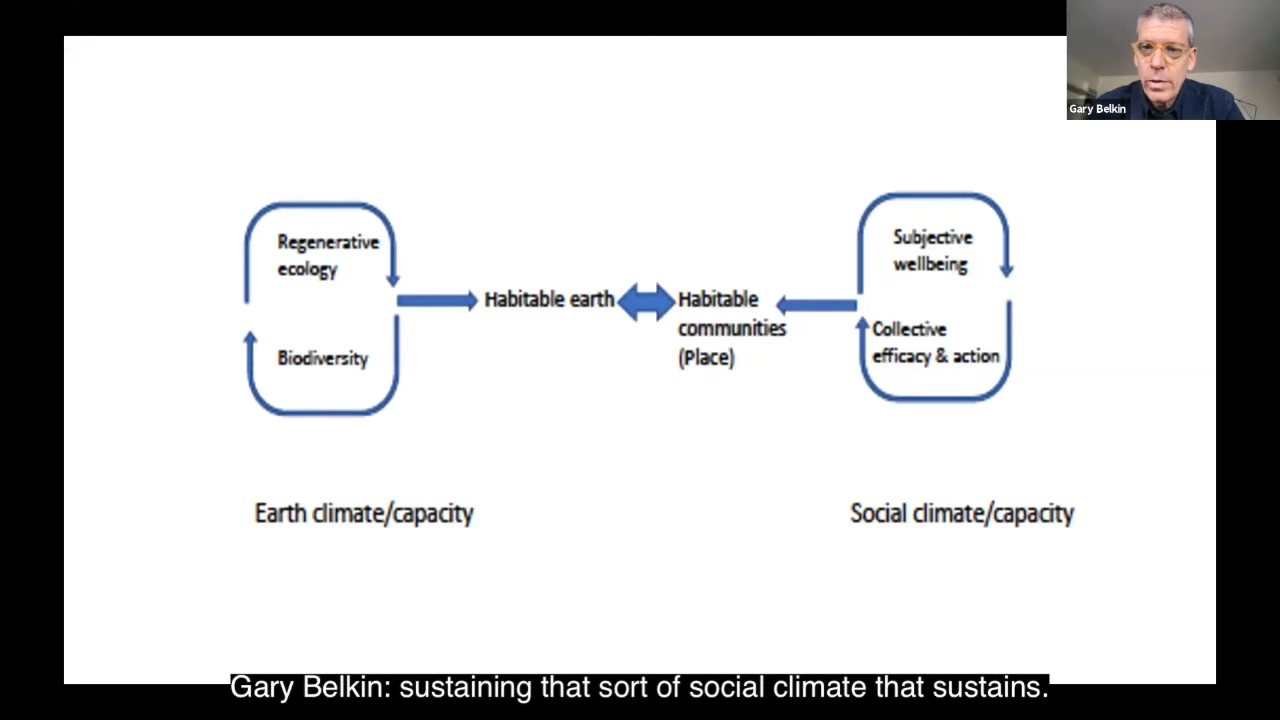 Gary Belkin
Regenerative
ecology
Biodiversity
Habitable earth
Habitable
communities
(Place)
Subjective
wellbeing
Collective
efficacy & action
Earth climate/capacity
Social climate/capacity
Gary Belkin: sustaining that sort of social climate that sustains.